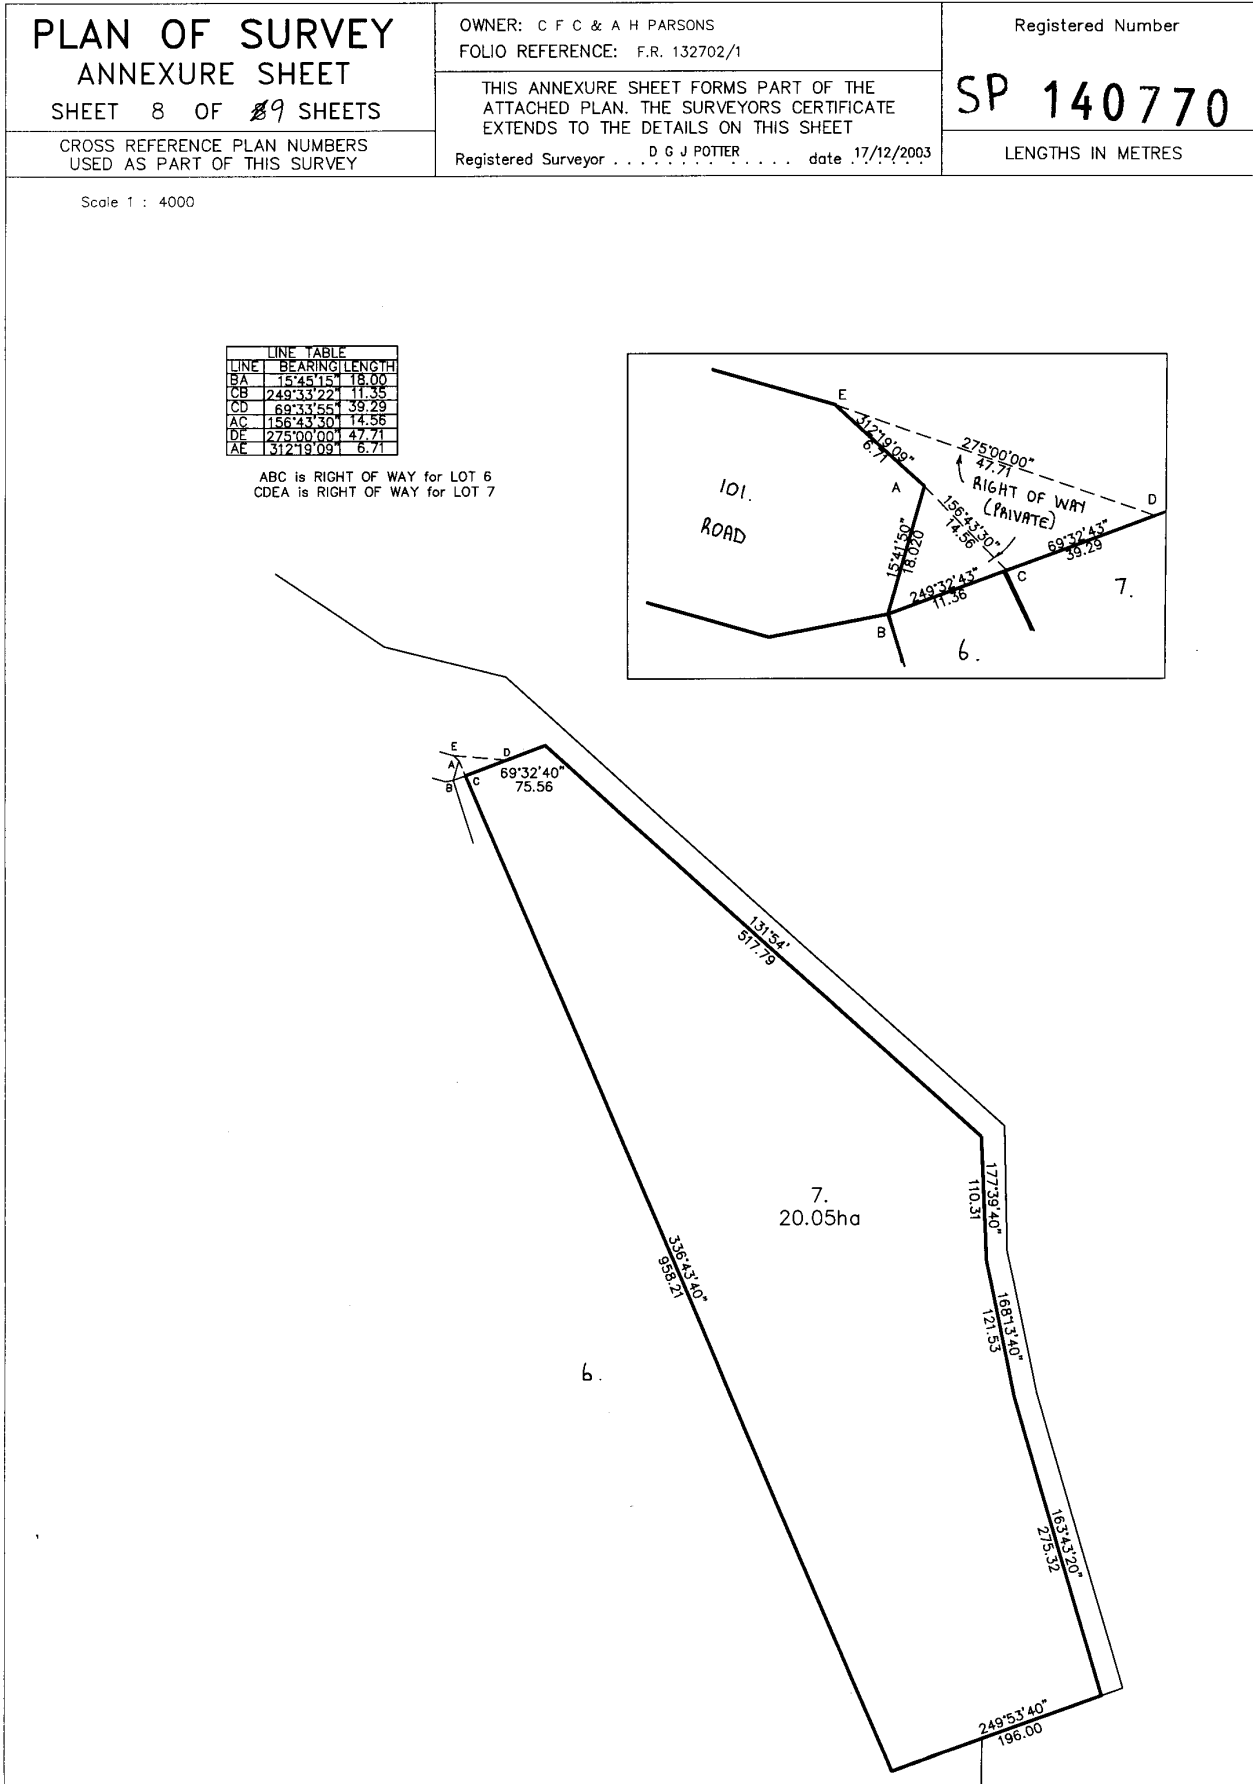 PLAN OF SURVEY
ANNEXURE SHEET
SHEET 8 OF 9 SHEETS
CROSS REFERENCE PLAN NUMBERS
USED AS PART OF THIS SURVEY
OWNER: C F C & A H PARSONS
FOLIO REFERENCE: F.R. 132702/1
THIS ANNEXURE SHEET FORMS PART OF THE
ATTACHED PLAN. THE SURVEYORS CERTIFICATE
EXTENDS TO THE DETAILS ON THIS SHEET
Registered Surveyor . . . . D G J POTTER . . . . date 17/12/2003
Registered Number
SP 140770
LENGTHS IN METRES
Scale 1 : 4000
LINE TABLE
LINE BEARING LENGTH
BA 15°45'15" 18.00
CB 249°33'22" 11.35
CD 69°33'55" 39.29
AC 156°43'30" 14.56
DE 275°00'00" 47.71
AE 312°19'09" 6.71
ABC is RIGHT OF WAY for LOT 6
CDEA is RIGHT OF WAY for LOT 7
E
312°19'09"
6.71
275°00'00"
47.71
A
RIGHT OF WAY
(PRIVATE)
D
101.
ROAD
156°43'30"
14.56
15°41'50"
18.020
69°32'43"
39.29
249°32'43"
11.36
C
7.
B
6.
E
D
A
B
C
69°32'40"
75.56
131°54'
517.79
7.
20.05ha
177°39'40"
110.31
336°43'40"
958.21
168°13'40"
121.53
6.
163°43'20"
275.32
249°53'40"
196.00